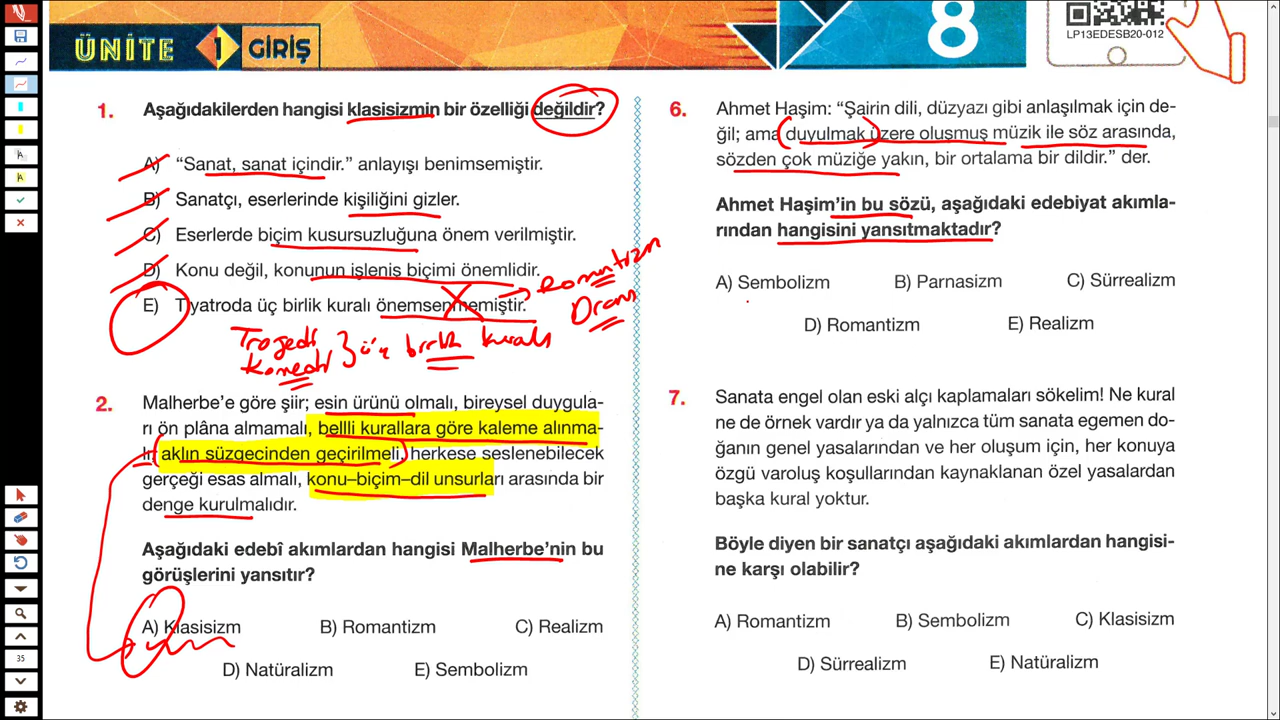 ÜNİTE 1 GİRİŞ
8
LP13EDESB20-012
1. Aşağıdakilerden hangisi klasisizmin bir özelliği değildir?
A) “Sanat, sanat içindir.” anlayışı benimsemiştir.
B) Sanatçı, eserlerinde kişiliğini gizler.
C) Eserlerde biçim kusursuzluğuna önem verilmiştir.
D) Konu değil, konunun işleniş biçimi önemlidir.
E) Tiyatroda üç birlik kuralı önemsenmemiştir.
Romantizm
Dram
Trajedi
Komedi
üç birlik kuralı
2. Malherbe’e göre şiir; esin ürünü olmalı, bireysel duygula-
rı ön plâna almamalı, bellli kurallara göre kaleme alınma-
lı, aklın süzgecinden geçirilmeli, herkese seslenebilecek
gerçeği esas almalı, konu–biçim–dil unsurları arasında bir
denge kurulmalıdır.
Aşağıdaki edebî akımlardan hangisi Malherbe’nin bu
görüşlerini yansıtır?
A) Klasisizm B) Romantizm C) Realizm
D) Natüralizm E) Sembolizm
6. Ahmet Haşim: “Şairin dili, düzyazı gibi anlaşılmak için de-
ğil; ama duyulmak üzere oluşmuş müzik ile söz arasında,
sözden çok müziğe yakın, bir ortalama bir dildir.” der.
Ahmet Haşim’in bu sözü, aşağıdaki edebiyat akımla-
rından hangisini yansıtmaktadır?
A) Sembolizm B) Parnasizm C) Sürrealizm
D) Romantizm E) Realizm
7. Sanata engel olan eski alçı kaplamaları sökelim! Ne kural
ne de örnek vardır ya da yalnızca tüm sanata egemen do-
ğanın genel yasalarından ve her oluşum için, her konuya
özgü varoluş koşullarından kaynaklanan özel yasalardan
başka kural yoktur.
Böyle diyen bir sanatçı aşağıdaki akımlardan hangisi-
ne karşı olabilir?
A) Romantizm B) Sembolizm C) Klasisizm
D) Sürrealizm E) Natüralizm
35